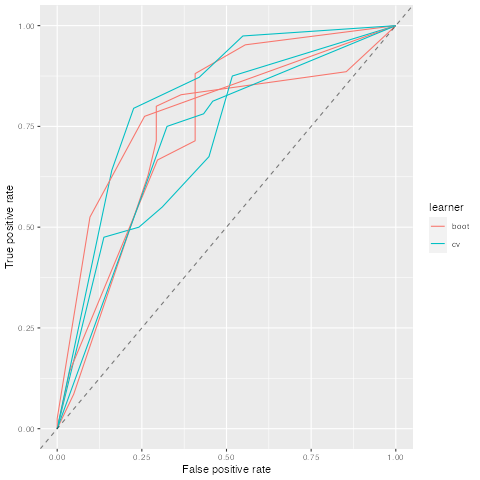 1.00
0.75
0.50
0.25
0.00
True positive rate
0.00 0.25 0.50 0.75 1.00
False positive rate
learner
boot
cv